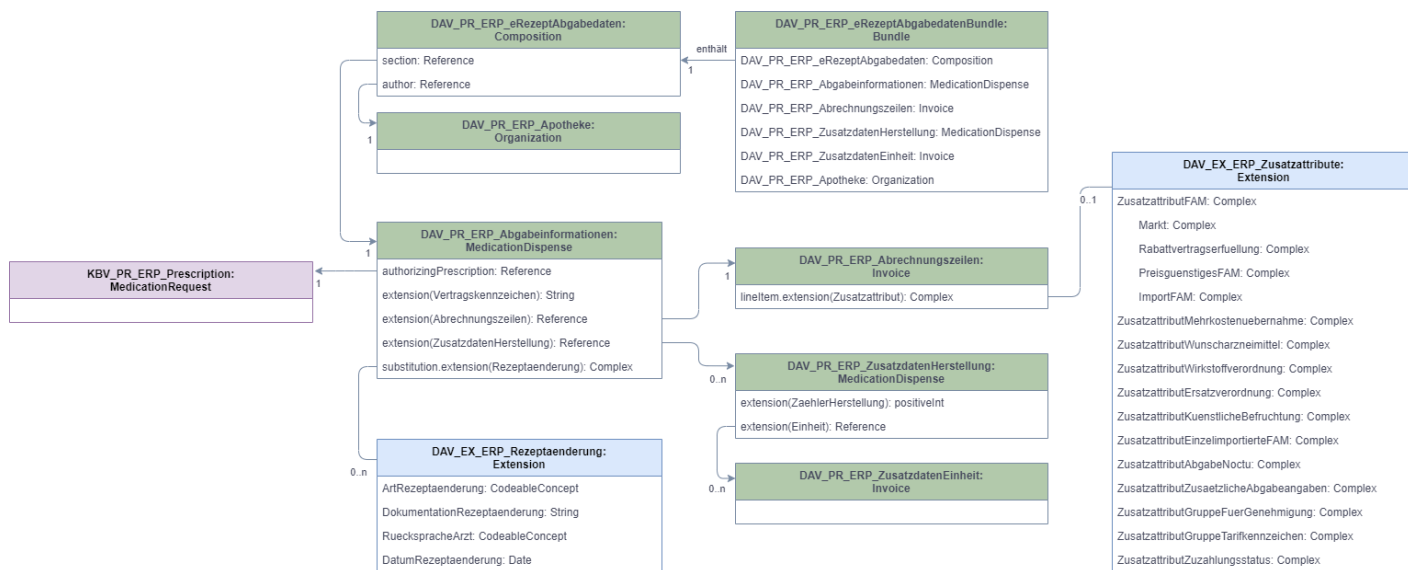 DAV_PR_ERP_eRezeptAbgabedaten:
Composition
section: Reference
author: Reference
1
DAV_PR_ERP_Apotheke:
Organization
enthält
1
DAV_PR_ERP_eRezeptAbgabedatenBundle:
Bundle
DAV_PR_ERP_eRezeptAbgabedaten: Composition
DAV_PR_ERP_Abgabeinformationen: MedicationDispense
DAV_PR_ERP_Abrechnungszeilen: Invoice
DAV_PR_ERP_ZusatzdatenHerstellung: MedicationDispense
DAV_PR_ERP_ZusatzdatenEinheit: Invoice
DAV_PR_ERP_Apotheke: Organization
KBV_PR_ERP_Prescription:
MedicationRequest
1
1
DAV_PR_ERP_Abgabeinformationen:
MedicationDispense
authorizingPrescription: Reference
extension(Vertragskennzeichen): String
extension(Abrechnungszeilen): Reference
extension(ZusatzdatenHerstellung): Reference
substitution.extension(Rezeptaenderung): Complex
0..n
DAV_EX_ERP_Rezeptaenderung:
Extension
ArtRezeptaenderung: CodeableConcept
DokumentationRezeptaenderung: String
RueckspracheArzt: CodeableConcept
DatumRezeptaenderung: Date
1
DAV_PR_ERP_Abrechnungszeilen:
Invoice
lineItem.extension(Zusatzattribut): Complex
0..n
DAV_PR_ERP_ZusatzdatenHerstellung:
MedicationDispense
extension(ZaehlerHerstellung): positiveInt
extension(Einheit): Reference
0..n
DAV_PR_ERP_ZusatzdatenEinheit:
Invoice
0..1
DAV_EX_ERP_Zusatzattribute:
Extension
ZusatzattributFAM: Complex
Markt: Complex
Rabattvertragserfuellung: Complex
PreisguenstigesFAM: Complex
ImportFAM: Complex
ZusatzattributMehrkostenuebernahme: Complex
ZusatzattributWunscharzneimittel: Complex
ZusatzattributWirkstoffverordnung: Complex
ZusatzattributErsatzverordnung: Complex
ZusatzattributKuenstlicheBefruchtung: Complex
ZusatzattributEinzelimportierteFAM: Complex
ZusatzattributAbgabeNoctu: Complex
ZusatzattributZusaetzlicheAbgabeangaben: Complex
ZusatzattributGruppeFuerGenehmigung: Complex
ZusatzattributGruppeTarifkennzeichen: Complex
ZusatzattributZuzahlungsstatus: Complex